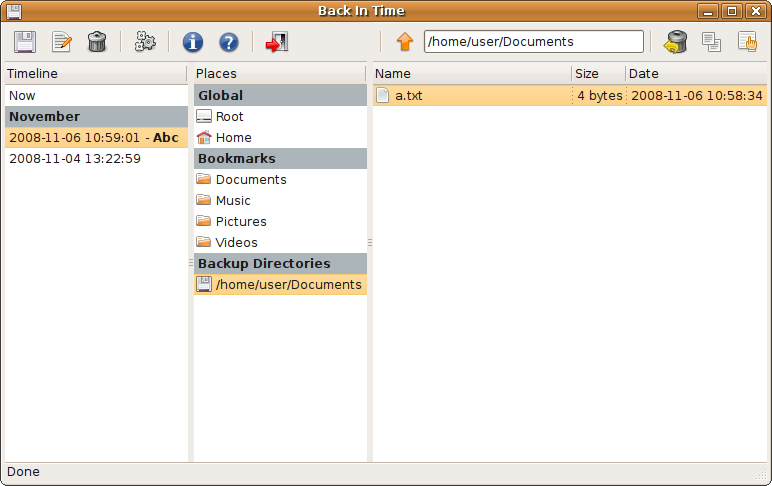 Back In Time
/home/user/Documents
Timeline
Now
November
2008-11-06 10:59:01 - Abc
2008-11-04 13:22:59
Places
Global
Root
Home
Bookmarks
Documents
Music
Pictures
Videos
Backup Directories
/home/user/Documents
Name Size Date
a.txt 4 bytes 2008-11-06 10:58:34
Done